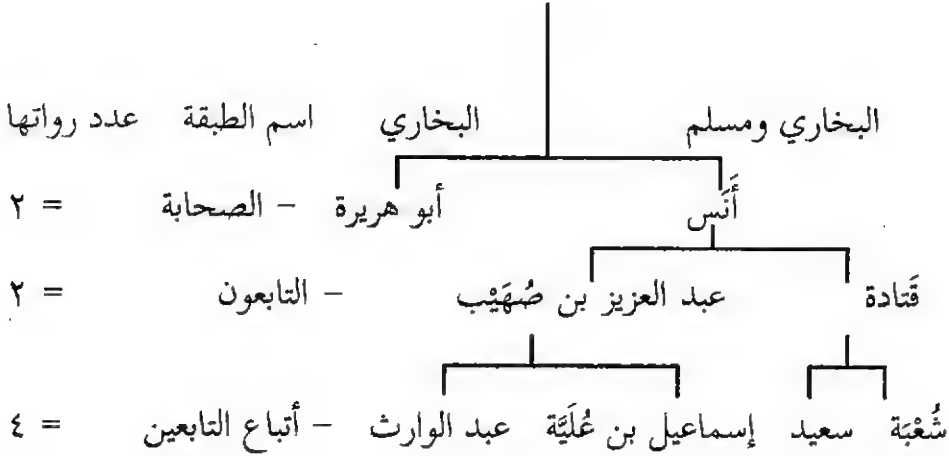 البخاري ومسلم البخاري اسم الطبقة عدد رواتها
أَنَس أبو هريرة – الصحابة = ٢
قَتادة عبد العزيز بن صُهَيْب – التابعون = ٢
شُعْبَة سعيد إسماعيل بن عُلَيَّة عبد الوارث – أتباع التابعين = ٤